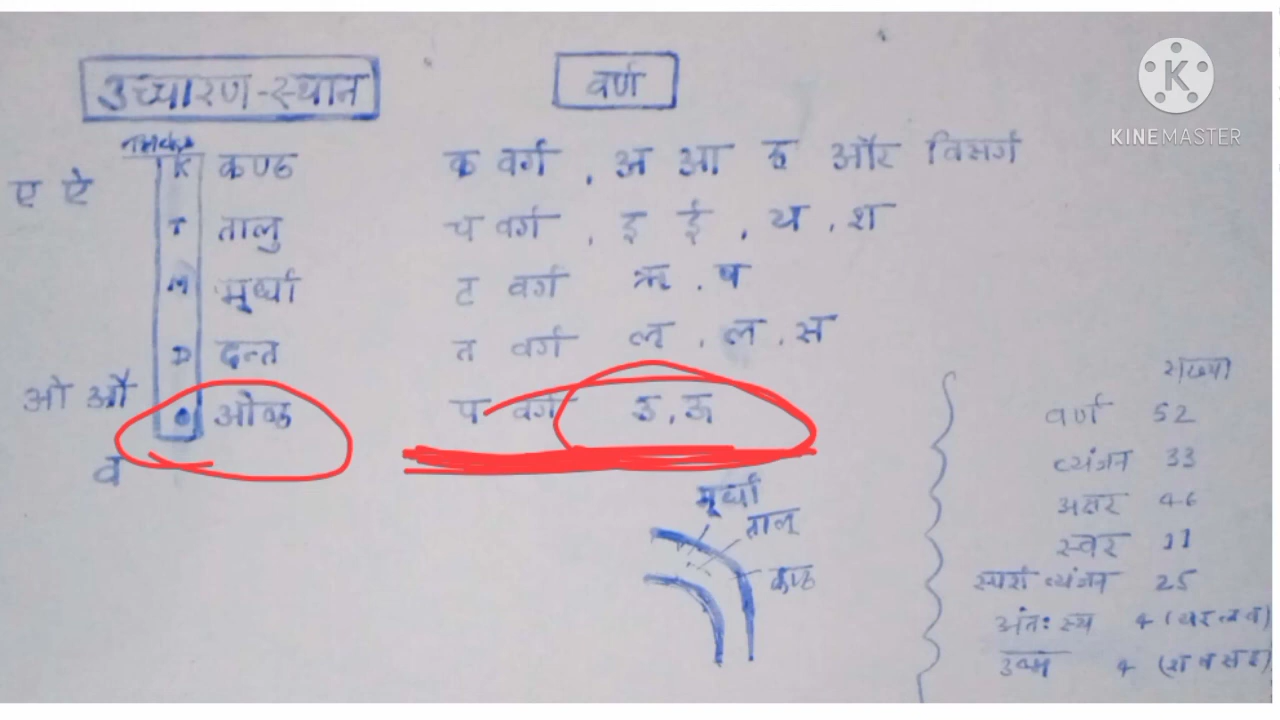 उच्चारण-स्थान वर्ण
KINEMASTER
K कण्ठ क वर्ग , अ आ ह और विसर्ग
ए ऐ
T तालु च वर्ग , इ ई , य , श
M मूर्ध्या ट वर्ग ऋ , ष
D दन्त त वर्ग लृ , ल , स
ओ औ
ओष्ठ प वर्ग उ , ऊ
व
मूर्ध्या
तालू
कण्ठ
संख्या
वर्ण 52
व्यंजन 33
अक्षर 46
स्वर 11
स्पर्श व्यंजन 25
अंतः स्थ 4 (य र ल व)
उष्म 4 (श ष स ह)